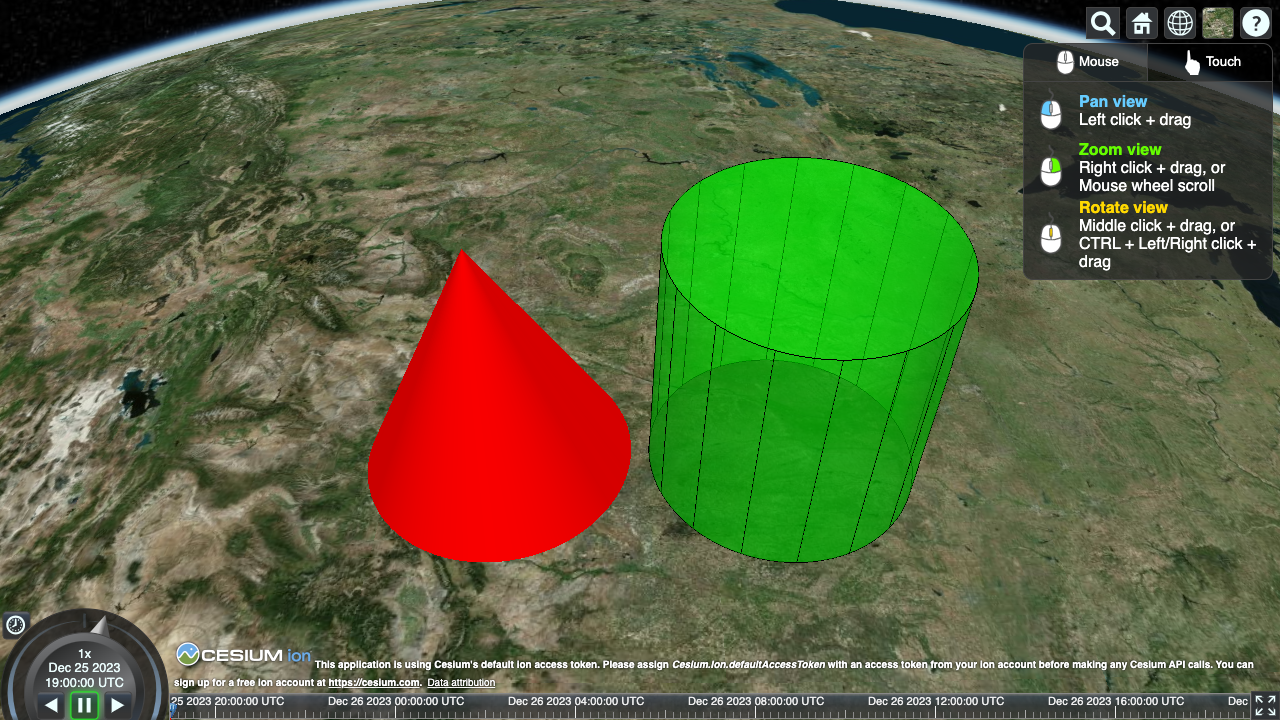 Mouse
Touch
Pan view
Left click + drag
Zoom view
Right click + drag, or
Mouse wheel scroll
Rotate view
Middle click + drag, or
CTRL + Left/Right click +
drag
1x
Dec 25 2023
19:00:00 UTC
CESIUM ion This application is using Cesium's default ion access token. Please assign Cesium.Ion.defaultAccessToken with an access token from your ion account before making any Cesium API calls. You can
sign up for a free ion account at https://cesium.com. Data attribution
25 2023 20:00:00 UTC Dec 26 2023 00:00:00 UTC Dec 26 2023 04:00:00 UTC Dec 26 2023 08:00:00 UTC Dec 26 2023 12:00:00 UTC Dec 26 2023 16:00:00 UTC Dec